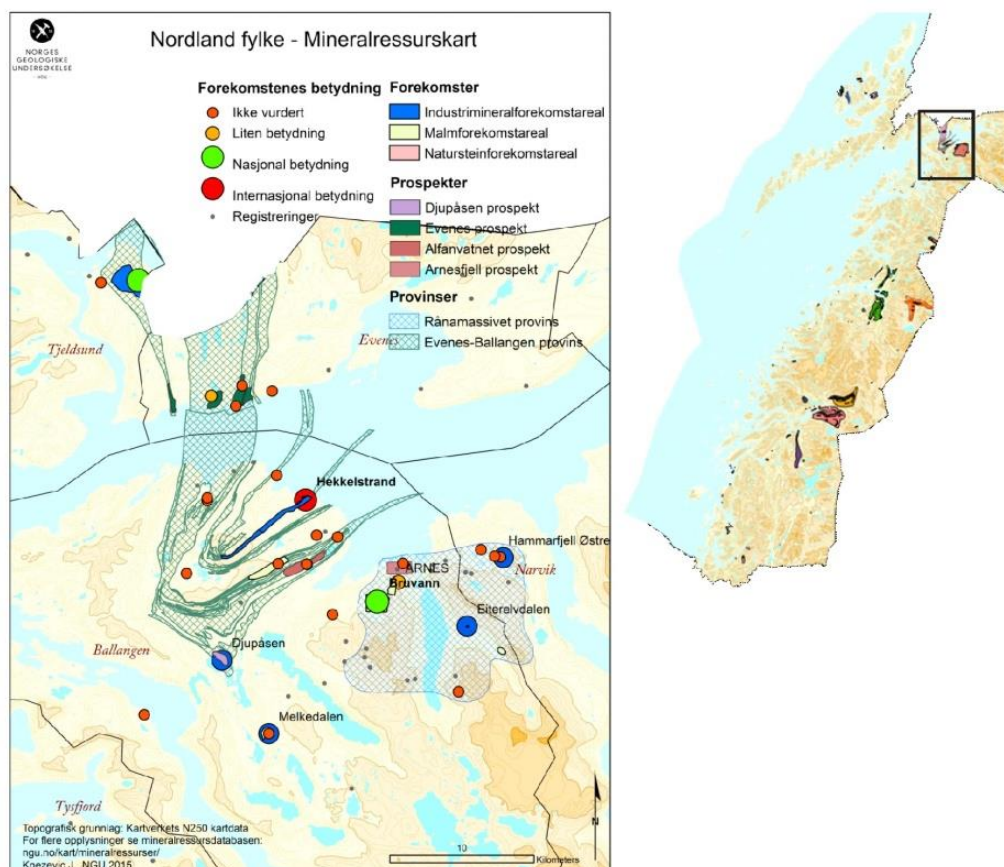 NORGES
GEOLOGISKE
UNDERSØKELSE
- NGU -
Nordland fylke - Mineralressurskart
Forekomstenes betydning
Ikke vurdert
Liten betydning
Nasjonal betydning
Internasjonal betydning
Registreringer
Forekomster
Industrimineralforekomstareal
Malmforekomstareal
Natursteinforekomstareal
Prospekter
Djupåsen prospekt
Evenes prospekt
Alfanvatnet prospekt
Arnesfjell prospekt
Provinser
Rånamassivet provins
Evenes-Ballangen provins
Tjeldsund
Evenes
Hekkelstrand
Hammarfjell Østre
Narvik
ARNES
Bruvann
Eiterelvdalen
Ballangen
Djupåsen
Melkedalen
Tysfjord
Topografisk grunnlag: Kartverkets N250 kartdata
For flere opplysninger se mineralressursdatabasen:
ngu.no/kart/mineralressurser/
Knezevic J., NGU 2015
10
Kilometers
N